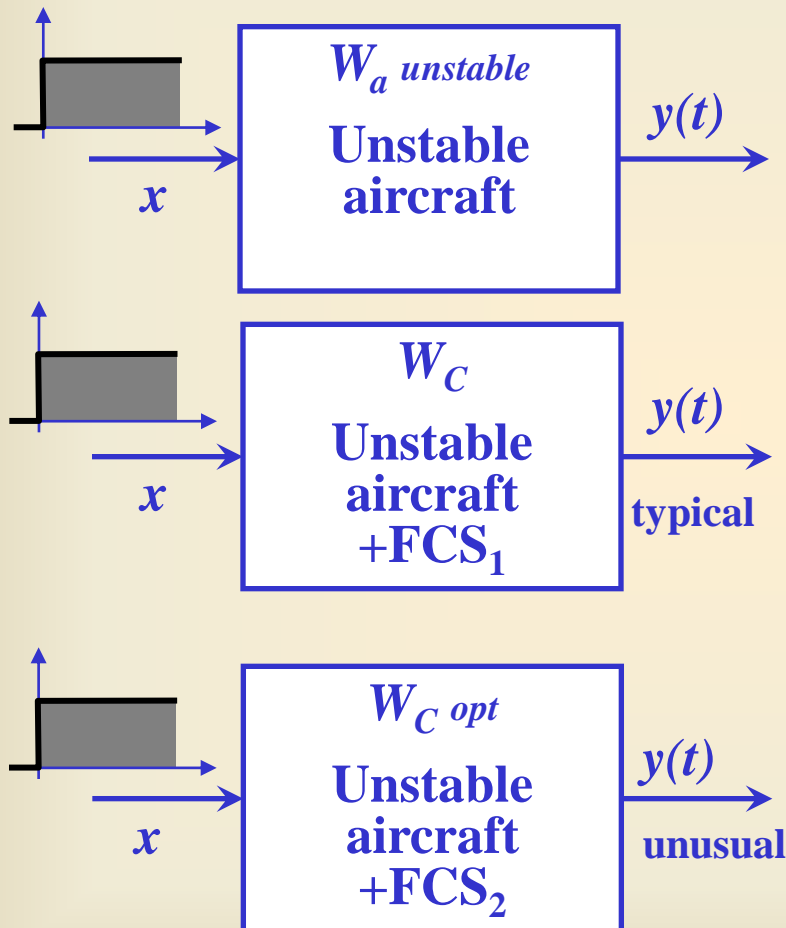 W_a unstable
Unstable
aircraft
x
y(t)
W_C
Unstable
aircraft
+FCS_1
x
y(t)
typical
W_C opt
Unstable
aircraft
+FCS_2
x
y(t)
unusual